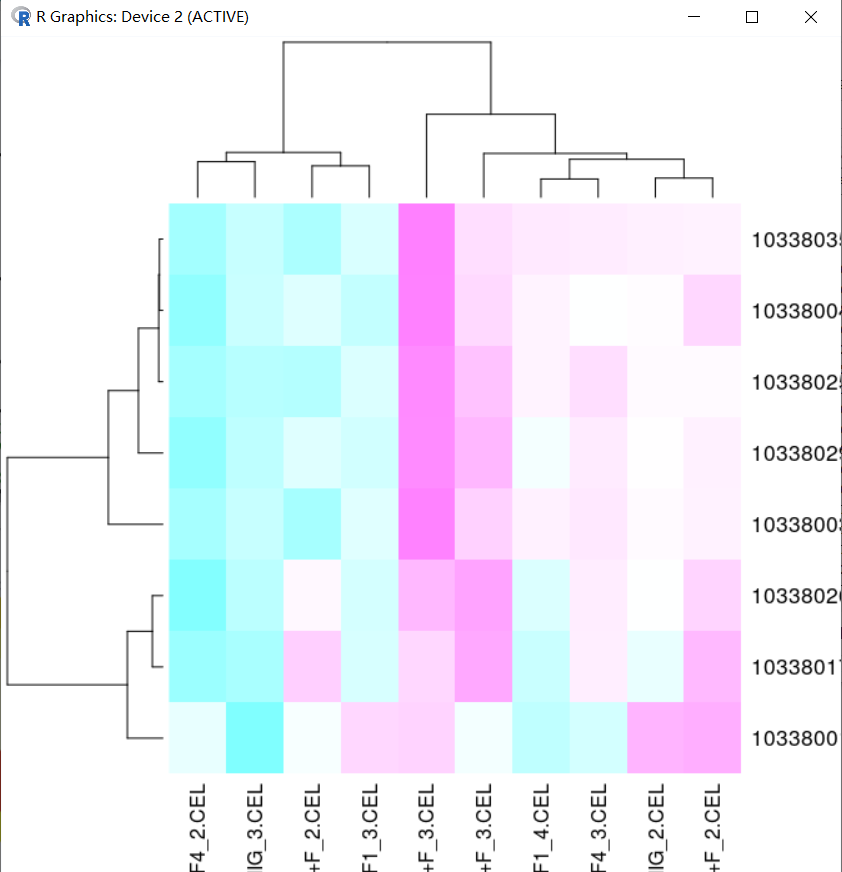 R Graphics: Device 2 (ACTIVE)
1033803
1033800
1033802
1033802
1033800
1033802
1033801
1033800
F4_2.CEL
IG_3.CEL
+F_2.CEL
F1_3.CEL
+F_3.CEL
+F_3.CEL
F1_4.CEL
F4_3.CEL
IG_2.CEL
+F_2.CEL